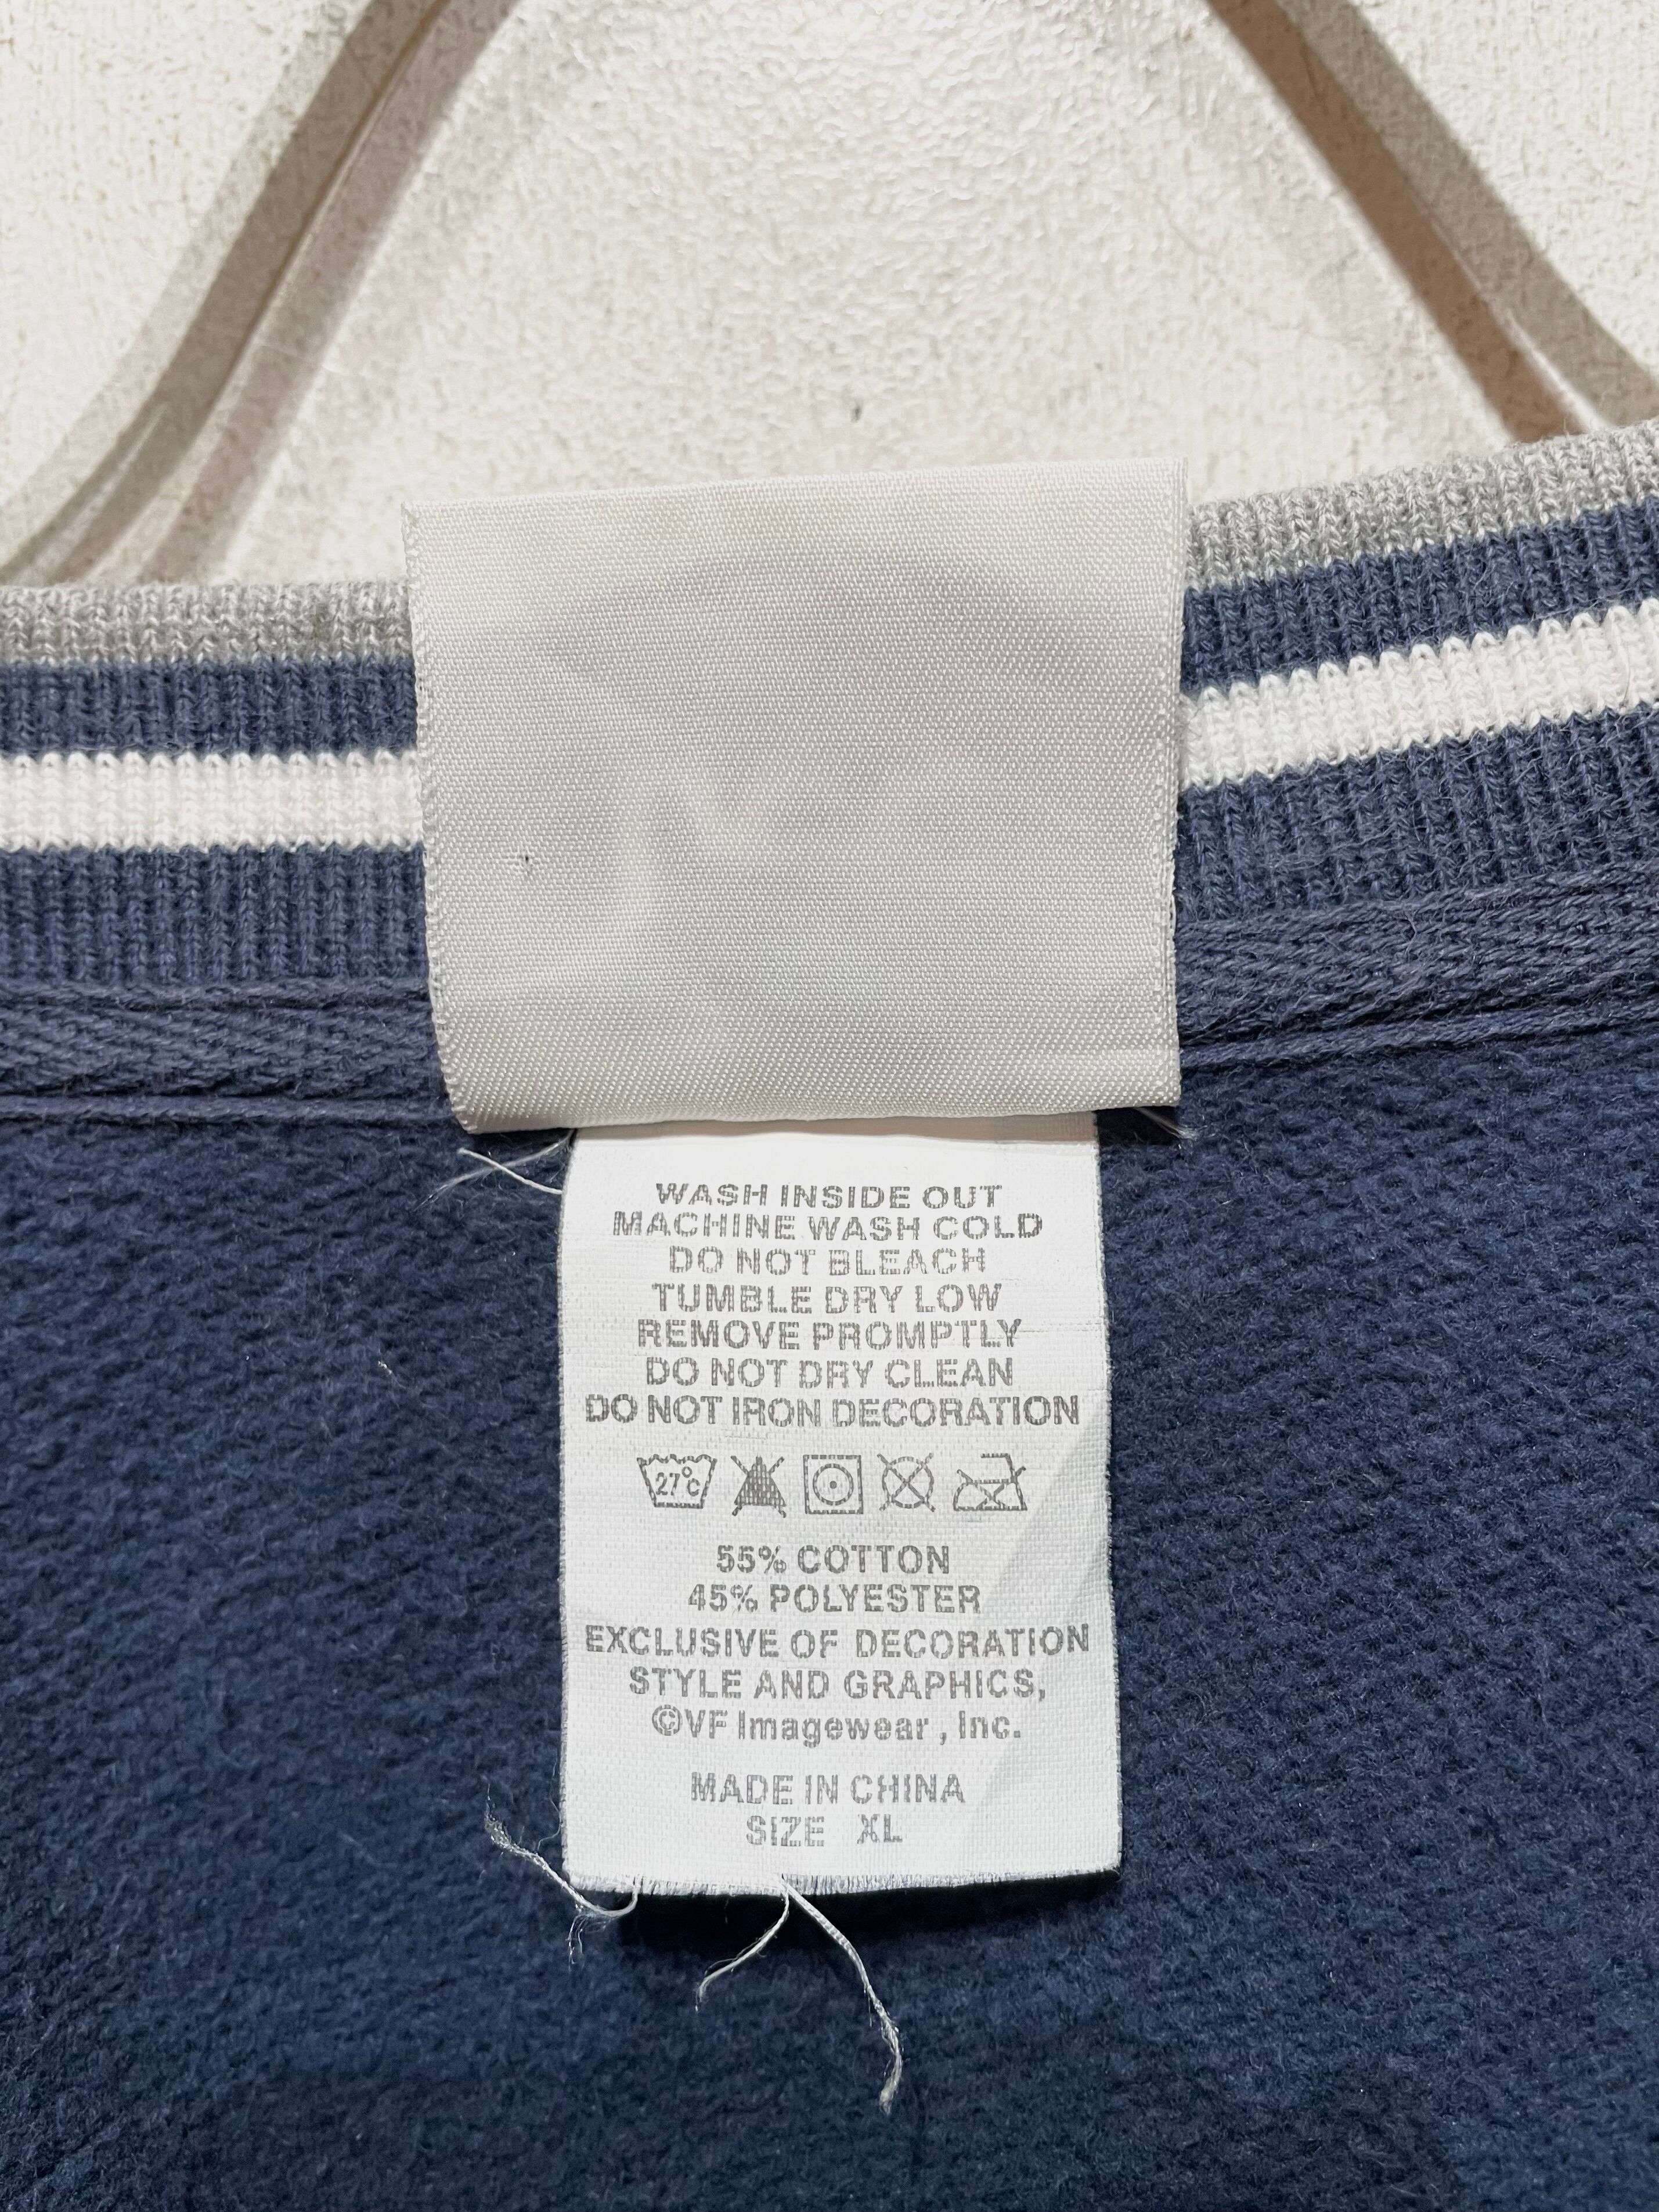 WASH INSIDE OUT
MACHINE WASH COLD
DO NOT BLEACH
TUMBLE DRY LOW
REMOVE PROMPTLY
DO NOT DRY CLEAN
DO NOT IRON DECORATION
27°C
55% COTTON
45% POLYESTER
EXCLUSIVE OF DECORATION
STYLE AND GRAPHICS,
©VF Imagewear , Inc.
MADE IN CHINA
SIZE XL